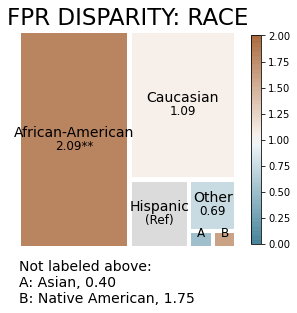 FPR DISPARITY: RACE
African-American
2.09**
Caucasian
1.09
Hispanic
(Ref)
Other
0.69
A
B
2.00
1.75
1.50
1.25
1.00
0.75
0.50
0.25
0.00
Not labeled above:
A: Asian, 0.40
B: Native American, 1.75